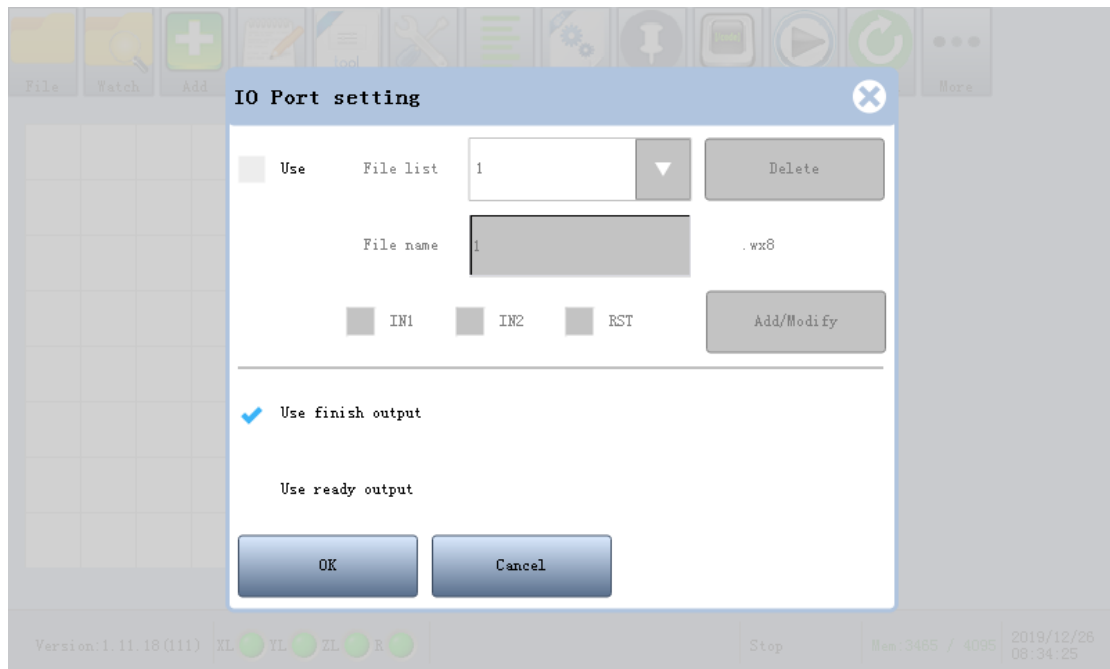 File Watch Add Tool More
IO Port setting
Use File list 1 Delete
File name 1 .wx8
IN1 IN2 RST Add/Modify
Use finish output
Use ready output
OK Cancel
Version:1.11.18(111) XL YL ZL R Stop Mem:3465 / 4095 2019/12/26
08:34:25